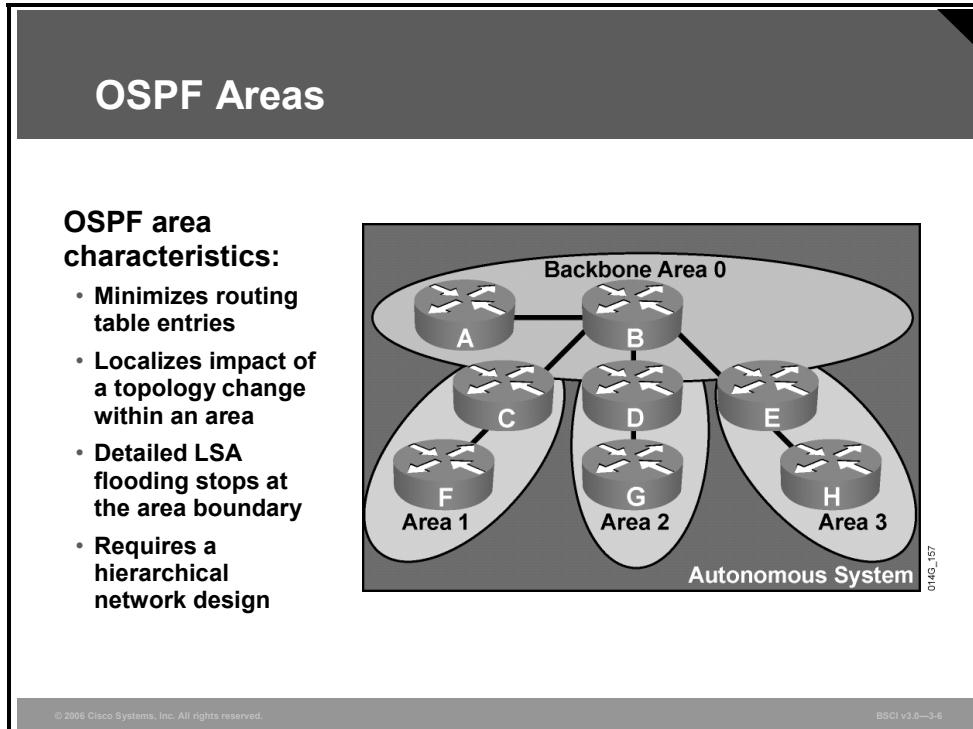 OSPF Areas
OSPF area
characteristics:
• Minimizes routing
table entries
• Localizes impact of
a topology change
within an area
• Detailed LSA
flooding stops at
the area boundary
• Requires a
hierarchical
network design
Backbone Area 0
A
B
C
D
E
F
G
H
Area 1
Area 2
Area 3
Autonomous System
014G_157
© 2006 Cisco Systems, Inc. All rights reserved.
BSCI v3.0—3-6